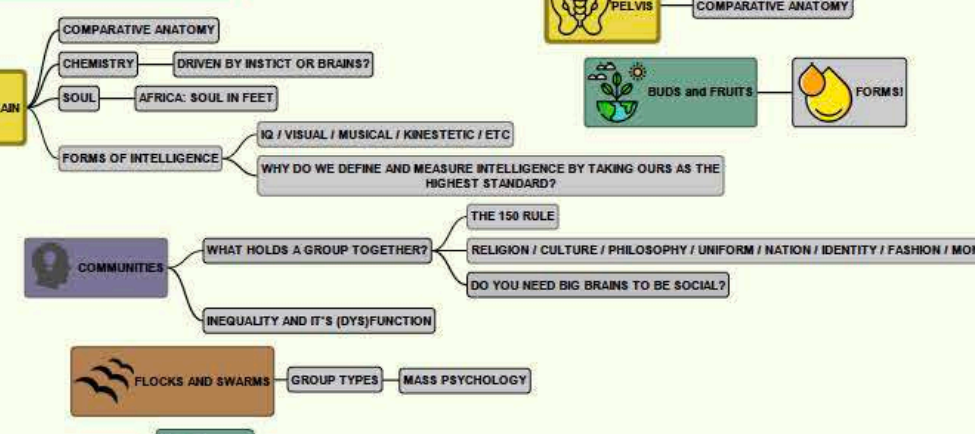 PELVIS
COMPARATIVE ANATOMY
COMPARATIVE ANATOMY
CHEMISTRY
DRIVEN BY INSTICT OR BRAINS?
SOUL
AFRICA: SOUL IN FEET
AIN
FORMS OF INTELLIGENCE
IQ / VISUAL / MUSICAL / KINESTETIC / ETC
WHY DO WE DEFINE AND MEASURE INTELLIGENCE BY TAKING OURS AS THE
HIGHEST STANDARD?
BUDS and FRUITS
FORMS!
COMMUNITIES
WHAT HOLDS A GROUP TOGETHER?
THE 150 RULE
RELIGION / CULTURE / PHILOSOPHY / UNIFORM / NATION / IDENTITY / FASHION /
DO YOU NEED BIG BRAINS TO BE SOCIAL?
INEQUALITY AND IT'S (DYS)FUNCTION
FLOCKS AND SWARMS
GROUP TYPES
MASS PSYCHOLOGY